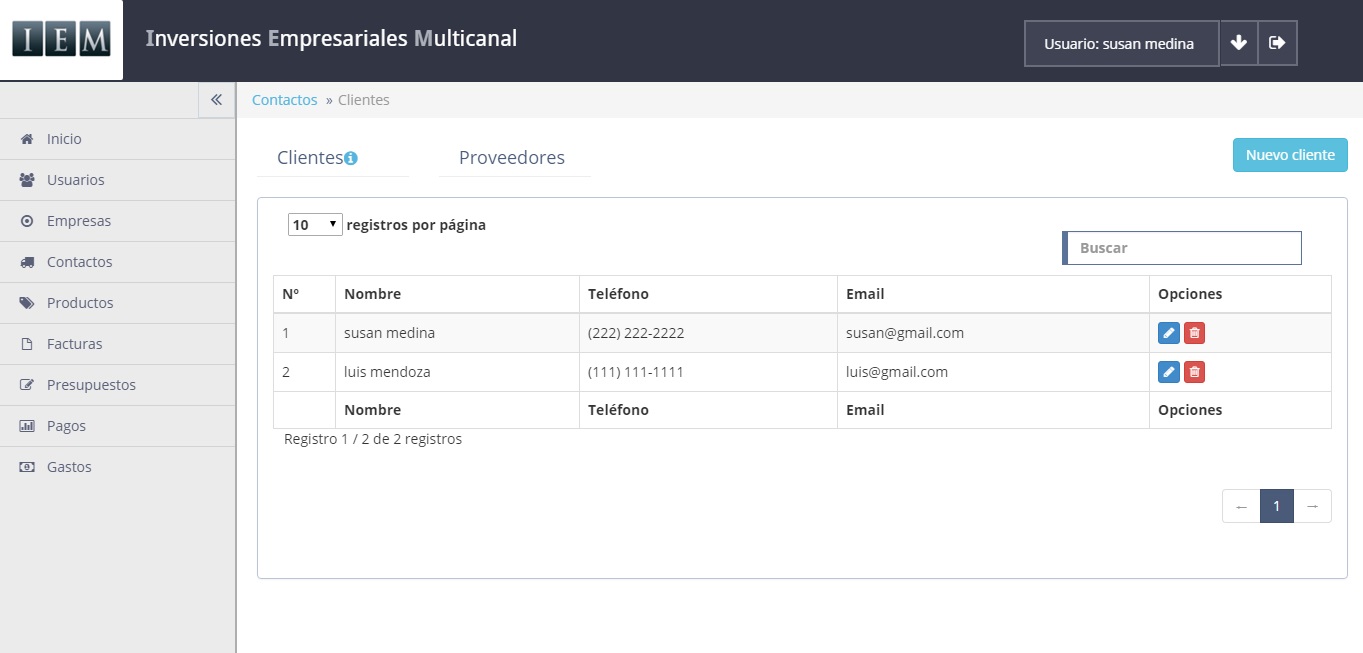 IEM
Inversiones Empresariales Multicanal
Usuario: susan medina
Contactos » Clientes
Inicio
Usuarios
Empresas
Contactos
Productos
Facturas
Presupuestos
Pagos
Gastos
Clientes
Proveedores
Nuevo cliente
10 registros por página
Buscar
Nº Nombre Teléfono Email Opciones
1 susan medina (222) 222-2222 susan@gmail.com
2 luis mendoza (111) 111-1111 luis@gmail.com
Nombre Teléfono Email Opciones
Registro 1 / 2 de 2 registros
← 1 →